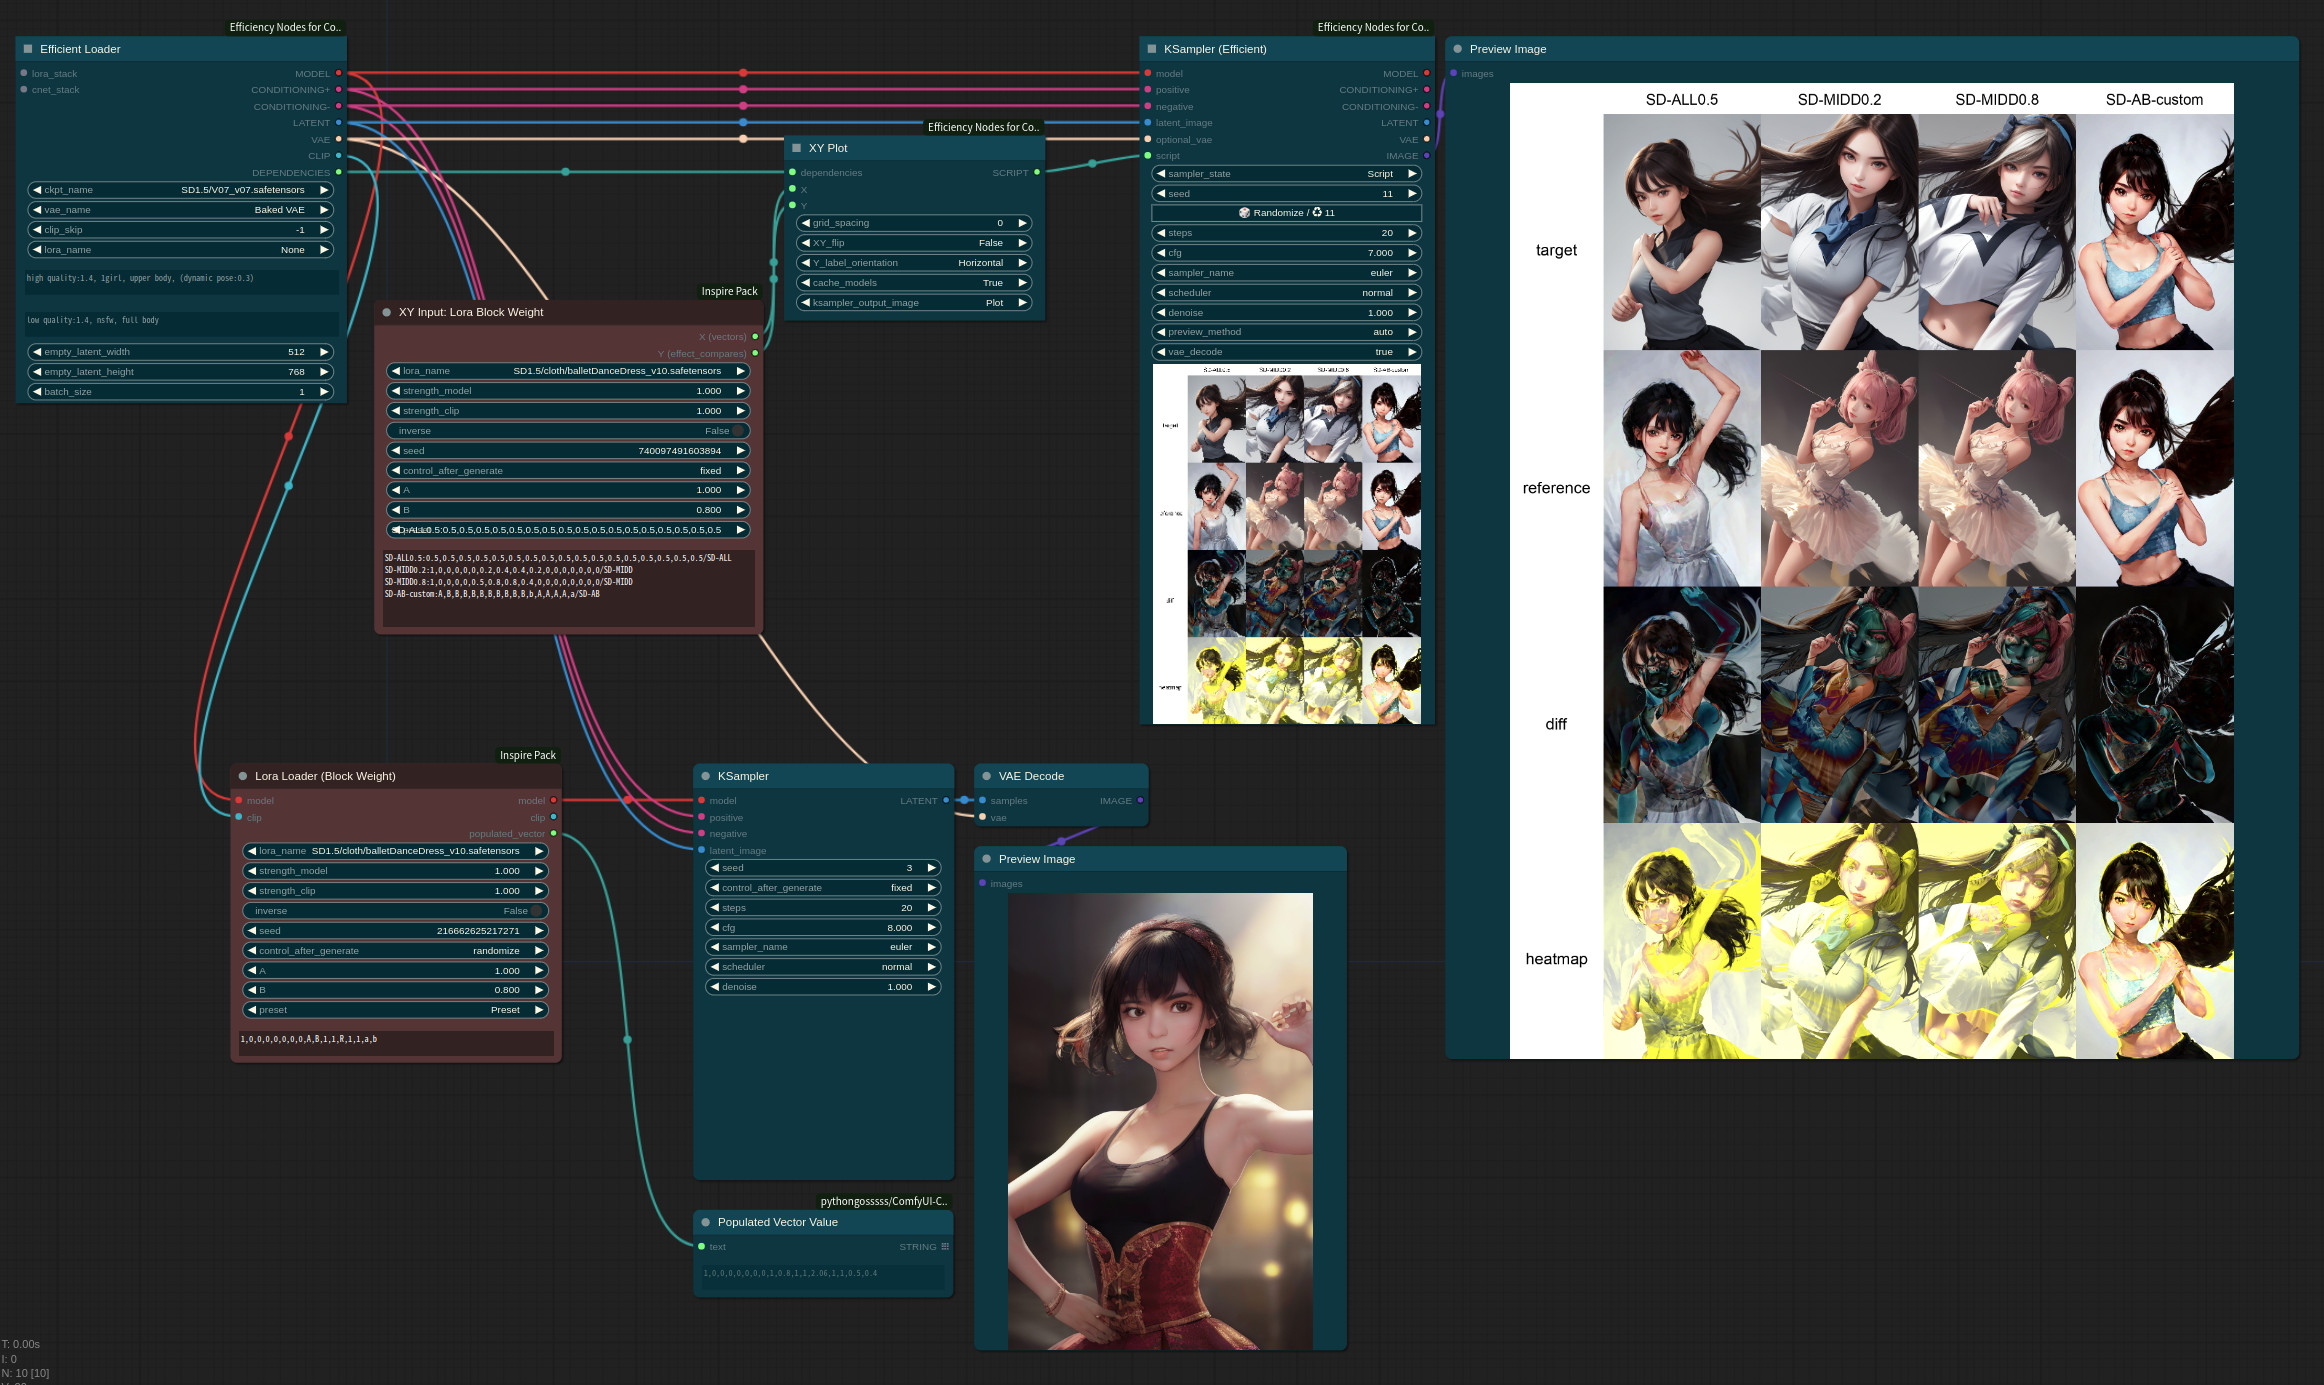 Efficiency Nodes for Co..
Efficient Loader
lora_stack
cnet_stack
MODEL
CONDITIONING+
CONDITIONING-
LATENT
VAE
CLIP
DEPENDENCIES
ckpt_name SD1.5/V07_v07.safetensors
vae_name Baked VAE
clip_skip -1
lora_name None
high quality:1.4, 1girl, upper body, (dynamic pose:0.3)
low quality:1.4, nsfw, full body
empty_latent_width 512
empty_latent_height 768
batch_size 1
Inspire Pack
XY Input: Lora Block Weight
X (vectors)
Y (effect_compares)
lora_name SD1.5/cloth/balletDanceDress_v10.safetensors
strength_model 1.000
strength_clip 1.000
inverse False
seed 740097491603894
control_after_generate fixed
A 1.000
B 0.800
SD-ALL0.5:0.5,0.5,0.5,0.5,0.5,0.5,0.5,0.5,0.5,0.5,0.5,0.5,0.5,0.5,0.5,0.5,0.5
SD-ALL0.5:0.5,0.5,0.5,0.5,0.5,0.5,0.5,0.5,0.5,0.5,0.5,0.5,0.5,0.5,0.5,0.5,0.5/SD-ALL
SD-MIDD0.2:1,0,0,0,0,0,0.2,0.4,0.4,0.2,0,0,0,0,0,0,0/SD-MIDD
SD-MIDD0.8:1,0,0,0,0,0.5,0.8,0.8,0.4,0,0,0,0,0,0,0,0/SD-MIDD
SD-AB-custom:A,B,B,B,B,B,B,B,B,B,B,b,A,A,A,A,a/SD-AB
Efficiency Nodes for Co..
XY Plot
dependencies SCRIPT
X
Y
grid_spacing 0
XY_flip False
Y_label_orientation Horizontal
cache_models True
ksampler_output_image Plot
Efficiency Nodes for Co..
KSampler (Efficient)
model MODEL
positive CONDITIONING+
negative CONDITIONING-
latent_image LATENT
optional_vae VAE
script IMAGE
sampler_state Script
seed 11
Randomize / ♻ 11
steps 20
cfg 7.000
sampler_name euler
scheduler normal
denoise 1.000
preview_method auto
vae_decode true
SD-ALL0.5 SD-MIDD0.2 SD-MIDD0.8 SD-AB-custom
target
reference
diff
heatmap
Preview Image
images
SD-ALL0.5 SD-MIDD0.2 SD-MIDD0.8 SD-AB-custom
target
reference
diff
heatmap
Inspire Pack
Lora Loader (Block Weight)
model model
clip clip
populated_vector
lora_name SD1.5/cloth/balletDanceDress_v10.safetensors
strength_model 1.000
strength_clip 1.000
inverse False
seed 216662625217271
control_after_generate randomize
A 1.000
B 0.800
preset Preset
1,0,0,0,0,0,0,0,A,B,1,1,R,1,1,a,b
KSampler
model LATENT
positive
negative
latent_image
seed 3
control_after_generate fixed
steps 20
cfg 8.000
sampler_name euler
scheduler normal
denoise 1.000
VAE Decode
samples IMAGE
vae
Preview Image
images
pythongosssss/ComfyUI-C..
Populated Vector Value
text STRING
1,0,0,0,0,0,0,0,1,0.8,1,1,2.06,1,1,0.5,0.4
T: 0.00s
I: 0
N: 10 [10]